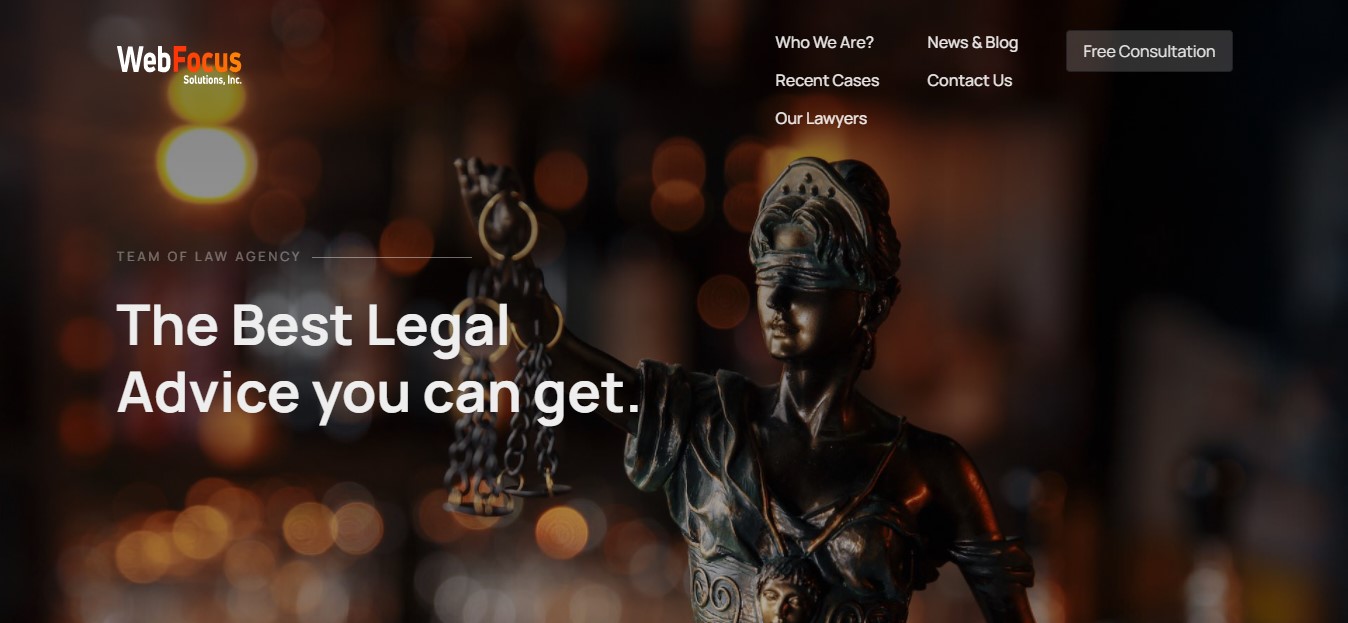 WebFocus
Solutions, Inc.
Who We Are?
News & Blog
Free Consultation
Recent Cases
Contact Us
Our Lawyers
TEAM OF LAW AGENCY
The Best Legal
Advice you can get.